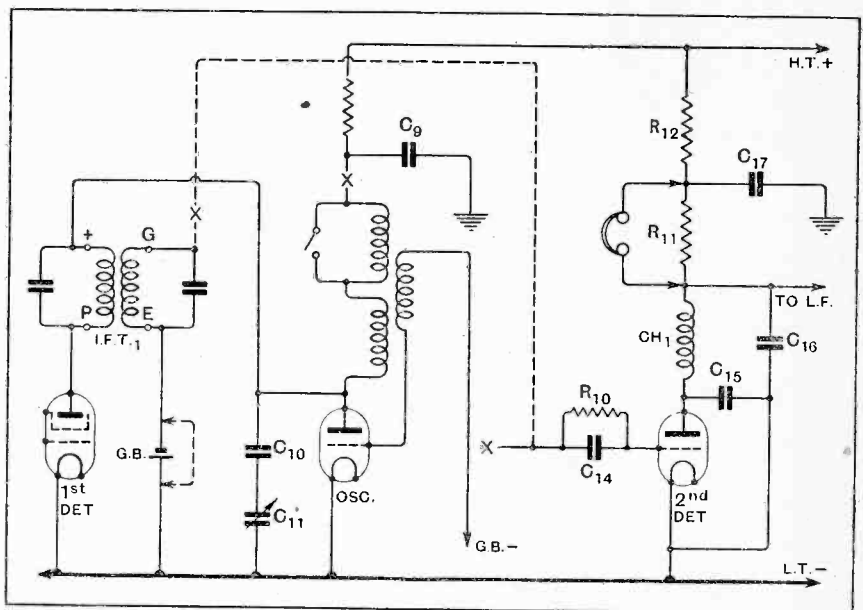 H.T.+
C9
R12
C17
X
X
+
G
R11
P
E
I.F.T.1
TO L.F.
CH1
C16
C15
R10
C10
X
G.B.
C14
1st
DET
OSC.
2nd
DET
C11
G.B.-
L.T.-